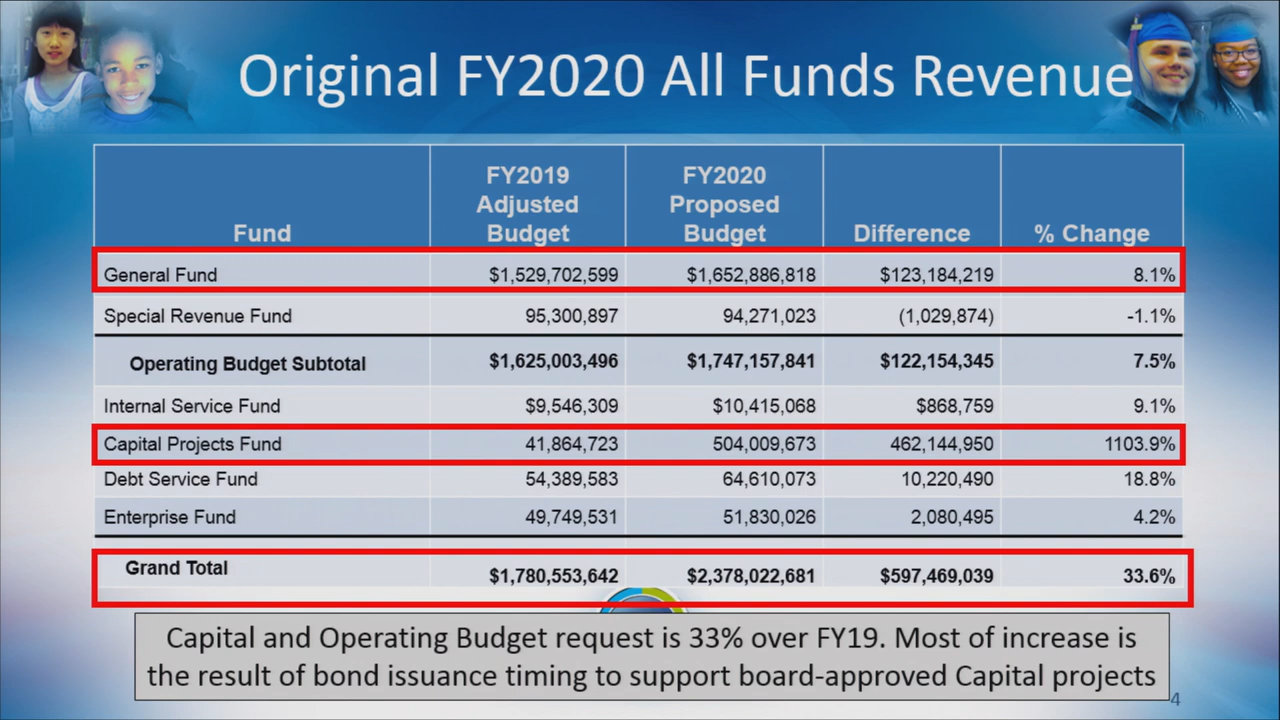 Original FY2020 All Funds Revenue
Fund FY2019 Adjusted Budget FY2020 Proposed Budget Difference % Change
General Fund $1,529,702,599 $1,652,886,818 $123,184,219 8.1%
Special Revenue Fund 95,300,897 94,271,023 (1,029,874) -1.1%
Operating Budget Subtotal $1,625,003,496 $1,747,157,841 $122,154,345 7.5%
Internal Service Fund $9,546,309 $10,415,068 $868,759 9.1%
Capital Projects Fund 41,864,723 504,009,673 462,144,950 1103.9%
Debt Service Fund 54,389,583 64,610,073 10,220,490 18.8%
Enterprise Fund 49,749,531 51,830,026 2,080,495 4.2%
Grand Total $1,780,553,642 $2,378,022,681 $597,469,039 33.6%
Capital and Operating Budget request is 33% over FY19. Most of increase is
the result of bond issuance timing to support board-approved Capital projects
4